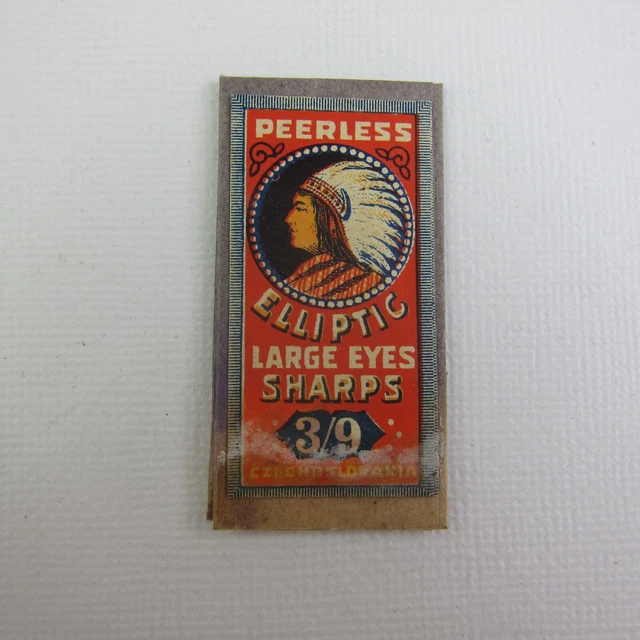 PEERLESS
ELLIPTIC
LARGE EYES
SHARPS
3/9
CZECHOSLOVAKIA